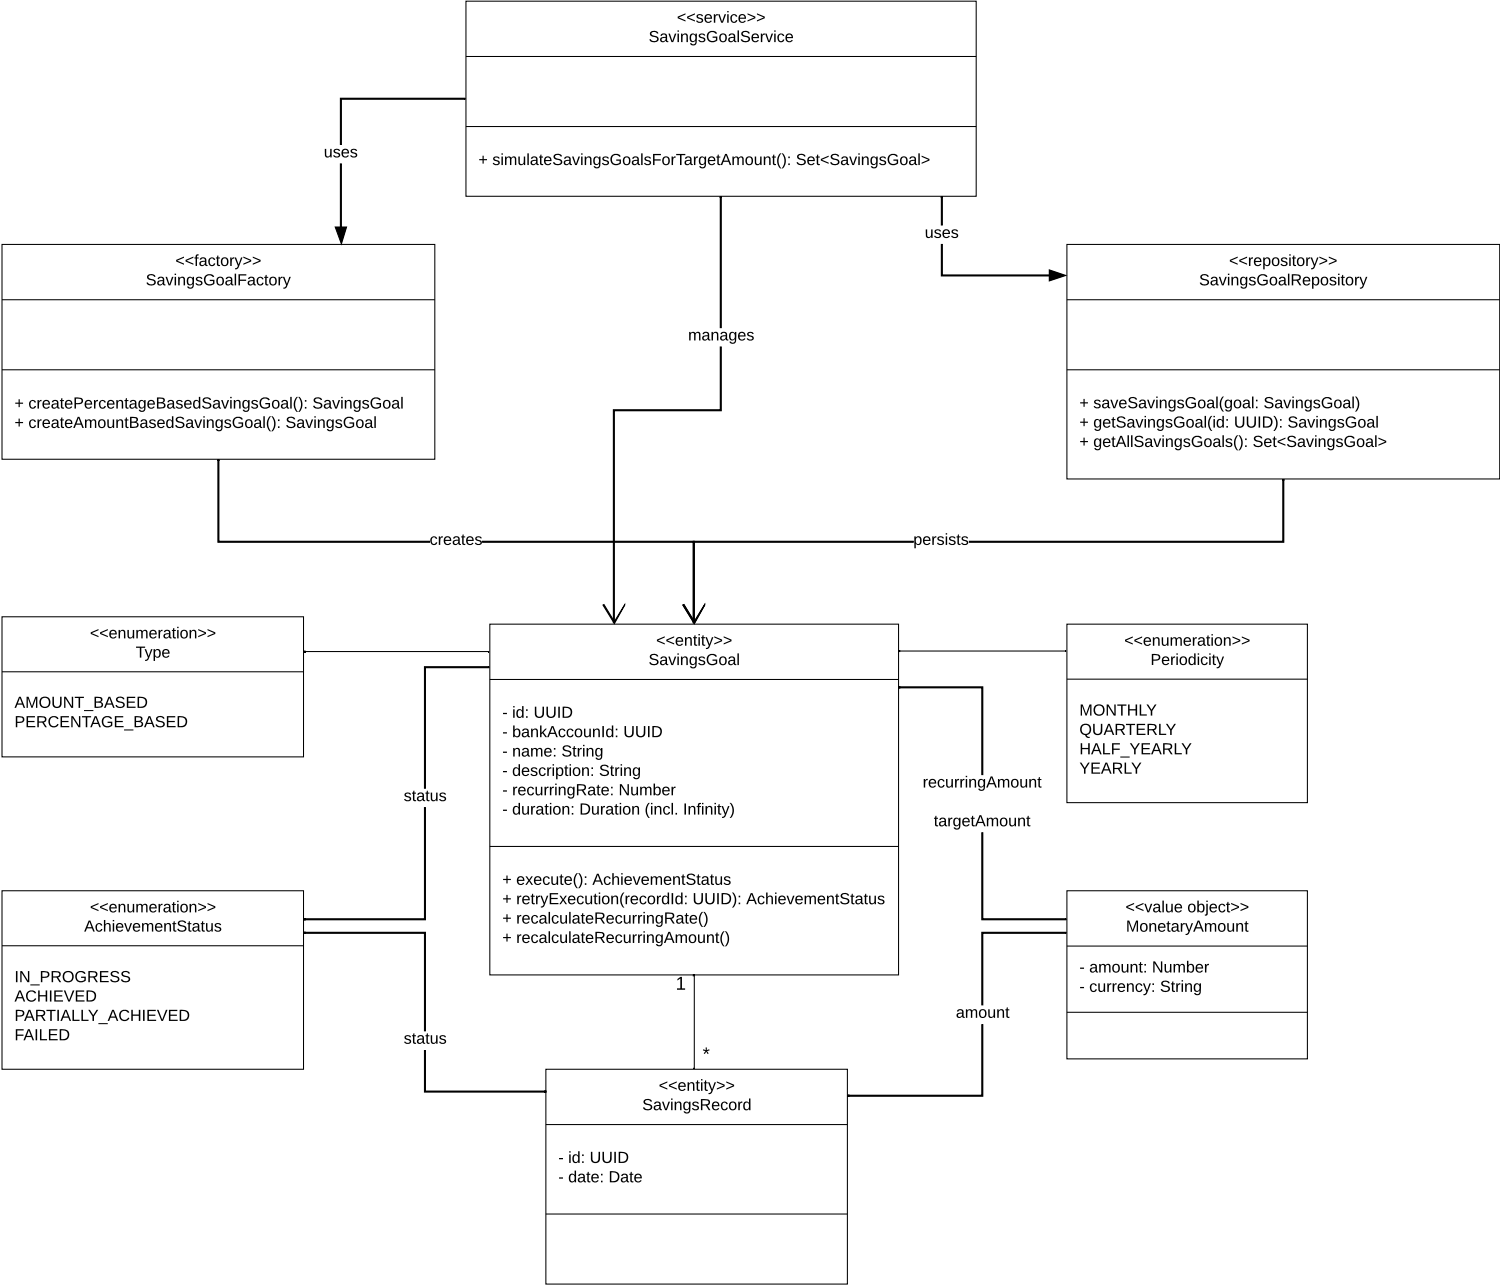 <<service>>
SavingsGoalService
+ simulateSavingsGoalsForTargetAmount(): Set<SavingsGoal>
uses
uses
manages
<<factory>>
SavingsGoalFactory
+ createPercentageBasedSavingsGoal(): SavingsGoal
+ createAmountBasedSavingsGoal(): SavingsGoal
<<repository>>
SavingsGoalRepository
+ saveSavingsGoal(goal: SavingsGoal)
+ getSavingsGoal(id: UUID): SavingsGoal
+ getAllSavingsGoals(): Set<SavingsGoal>
creates
persists
<<enumeration>>
Type
AMOUNT_BASED
PERCENTAGE_BASED
<<entity>>
SavingsGoal
- id: UUID
- bankAccounId: UUID
- name: String
- description: String
- recurringRate: Number
- duration: Duration (incl. Infinity)
+ execute(): AchievementStatus
+ retryExecution(recordId: UUID): AchievementStatus
+ recalculateRecurringRate()
+ recalculateRecurringAmount()
<<enumeration>>
Periodicity
MONTHLY
QUARTERLY
HALF_YEARLY
YEARLY
status
recurringAmount
targetAmount
<<enumeration>>
AchievementStatus
IN_PROGRESS
ACHIEVED
PARTIALLY_ACHIEVED
FAILED
<<value object>>
MonetaryAmount
- amount: Number
- currency: String
1
*
status
amount
<<entity>>
SavingsRecord
- id: UUID
- date: Date